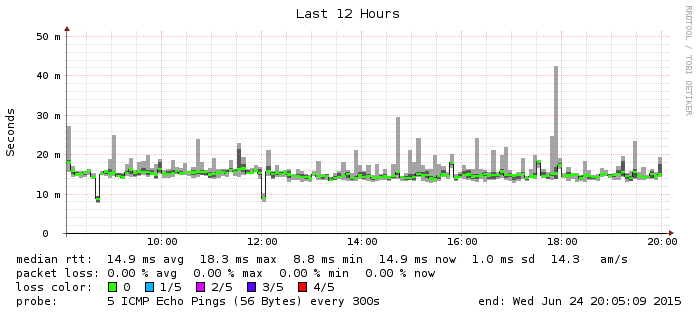 Last 12 Hours
RRDTOOL / TOBI OETIKER
Seconds
50 m
40 m
30 m
20 m
10 m
0
10:00 12:00 14:00 16:00 18:00 20:00
median rtt: 14.9 ms avg 18.3 ms max 8.8 ms min 14.9 ms now 1.0 ms sd 14.3 am/s
packet loss: 0.00 % avg 0.00 % max 0.00 % min 0.00 % now
loss color: 0 1/5 2/5 3/5 4/5
probe: 5 ICMP Echo Pings (56 Bytes) every 300s end: Wed Jun 24 20:05:09 2015